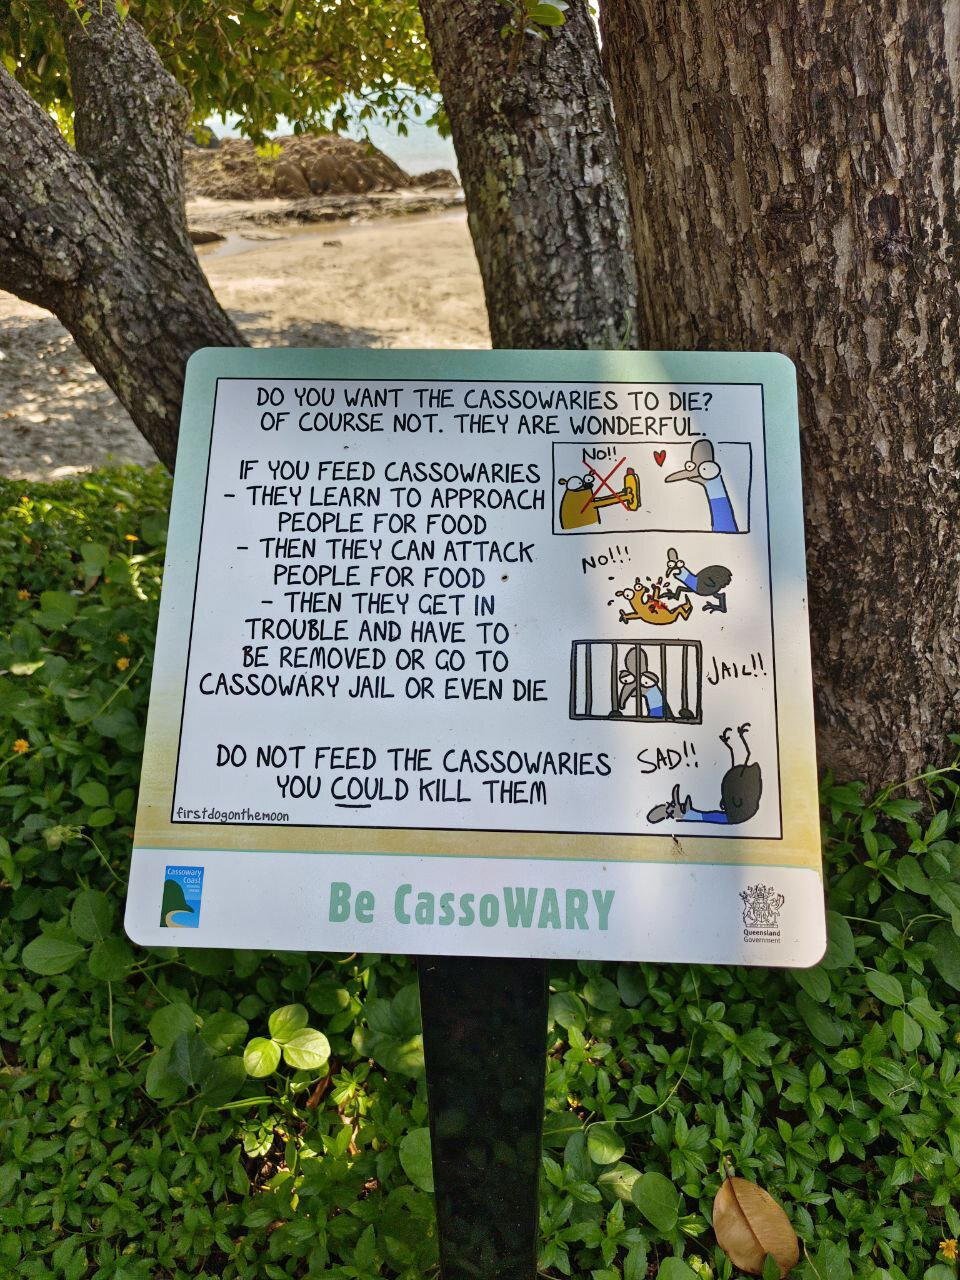 DO YOU WANT THE CASSOWARIES TO DIE?
OF COURSE NOT. THEY ARE WONDERFUL.
IF YOU FEED CASSOWARIES
- THEY LEARN TO APPROACH
PEOPLE FOR FOOD
- THEN THEY CAN ATTACK
PEOPLE FOR FOOD
- THEN THEY GET IN
TROUBLE AND HAVE TO
BE REMOVED OR GO TO
CASSOWARY JAIL OR EVEN DIE
NO!!
NO!!!
JAIL!!
SAD!!
DO NOT FEED THE CASSOWARIES
YOU COULD KILL THEM
firstdogonthemoon
Cassowary
Coast
Be CassoWARY
Queensland
Government